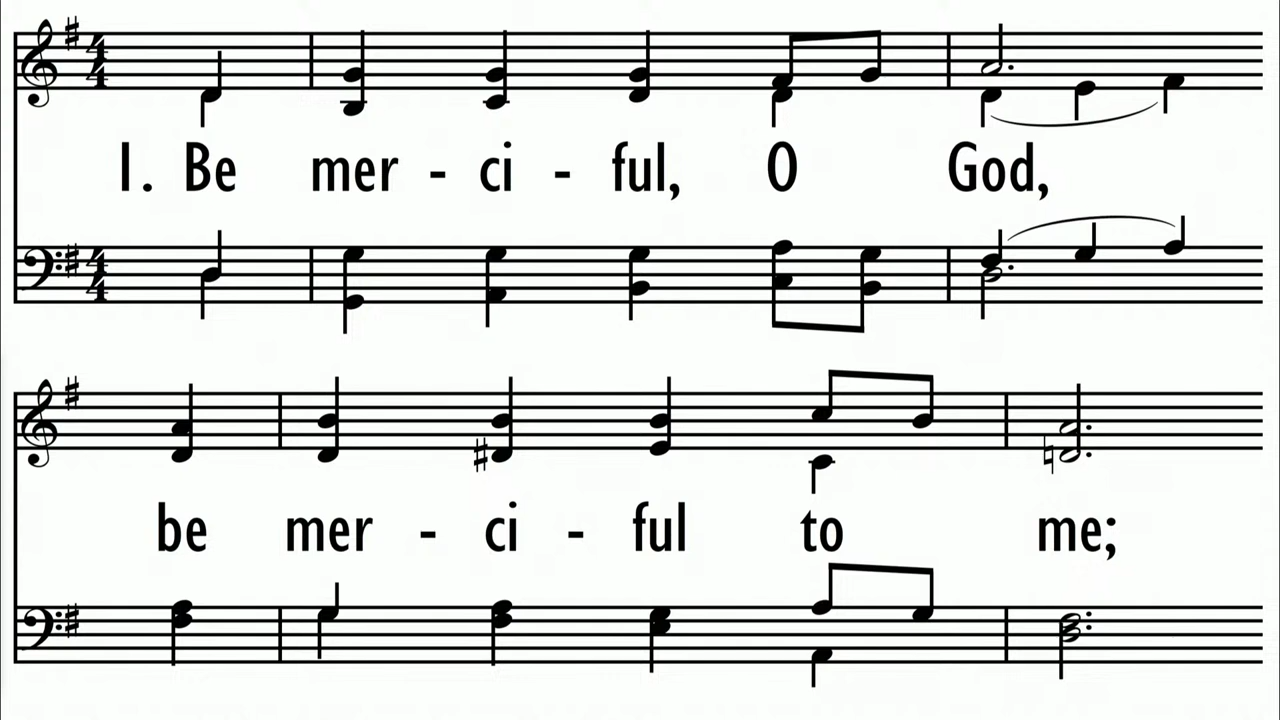 1. Be mer - ci - ful, O God,
be mer - ci - ful to me;